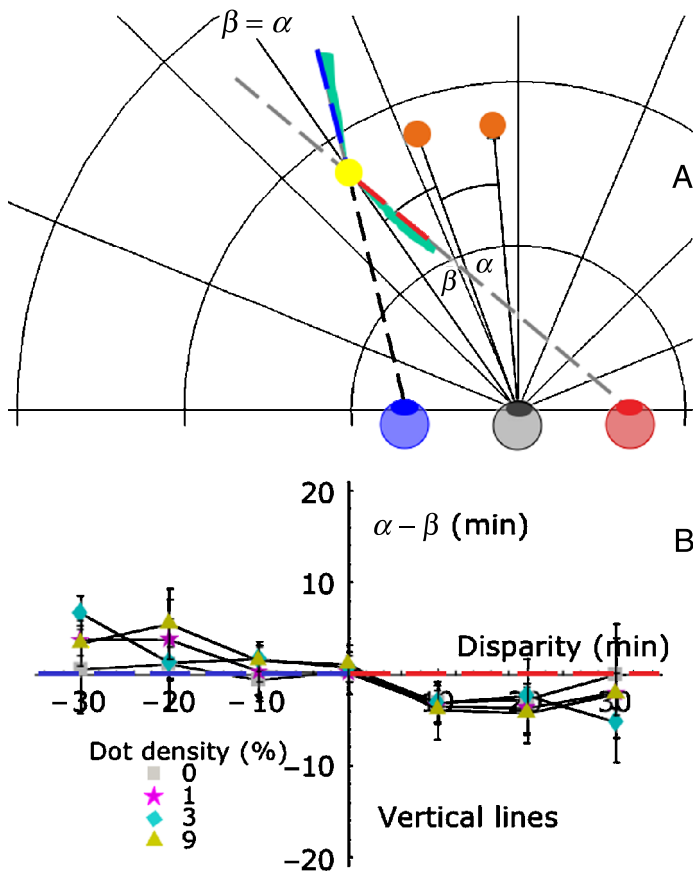 β = α
A
α
β
20
α − β (min)
B
10
Disparity (min)
−30 −20 −10 10 20 30
Dot density (%)
0
−10
1
3
Vertical lines
9
−20